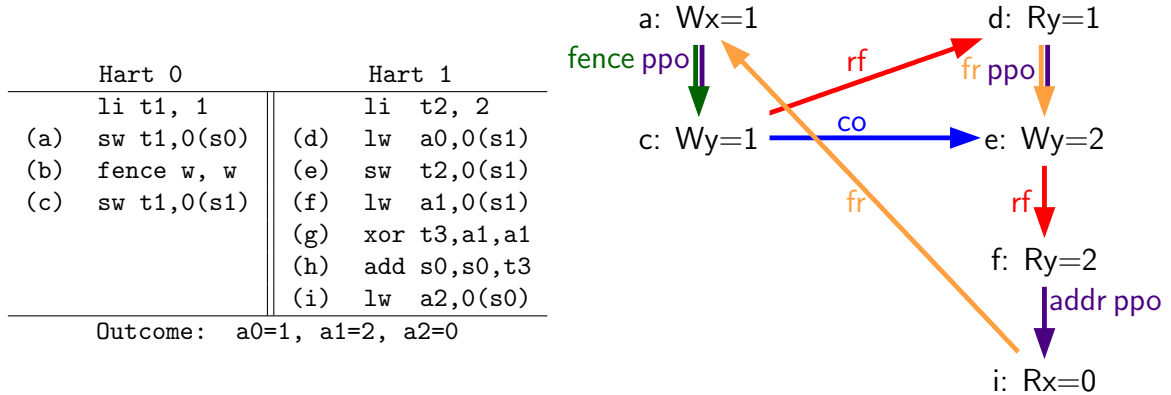 Hart 0 Hart 1
li t1, 1 li t2, 2
(a) sw t1,0(s0) (d) lw a0,0(s1)
(b) fence w, w (e) sw t2,0(s1)
(c) sw t1,0(s1) (f) lw a1,0(s1)
(g) xor t3,a1,a1
(h) add s0,s0,t3
(i) lw a2,0(s0)
Outcome: a0=1, a1=2, a2=0
a: Wx=1 d: Ry=1
fence ppo rf fr ppo
co
c: Wy=1 e: Wy=2
fr rf
f: Ry=2
addr ppo
i: Rx=0